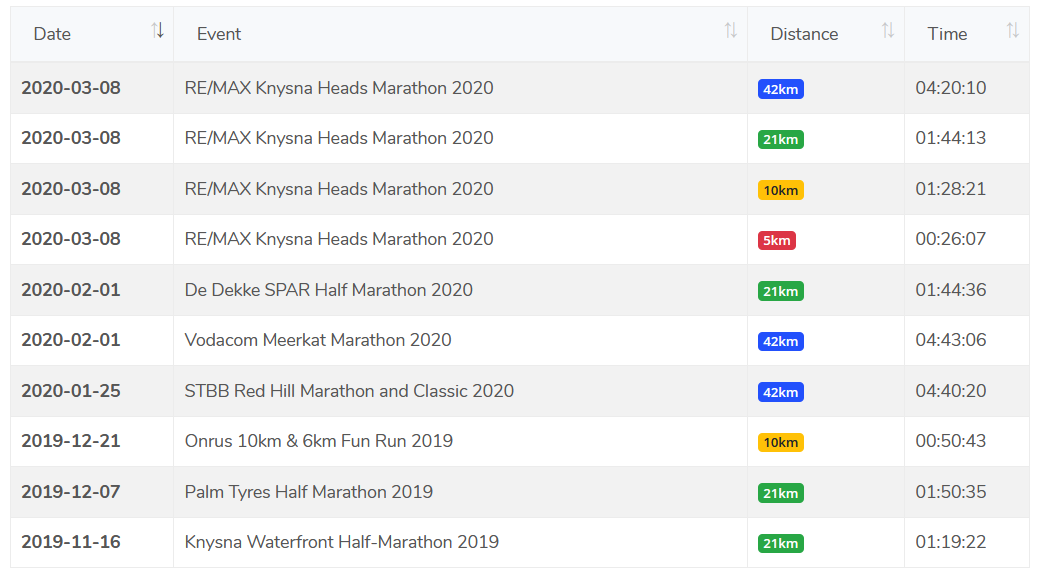 Date Event Distance Time
2020-03-08 RE/MAX Knysna Heads Marathon 2020 42km 04:20:10
2020-03-08 RE/MAX Knysna Heads Marathon 2020 21km 01:44:13
2020-03-08 RE/MAX Knysna Heads Marathon 2020 10km 01:28:21
2020-03-08 RE/MAX Knysna Heads Marathon 2020 5km 00:26:07
2020-02-01 De Dekke SPAR Half Marathon 2020 21km 01:44:36
2020-02-01 Vodacom Meerkat Marathon 2020 42km 04:43:06
2020-01-25 STBB Red Hill Marathon and Classic 2020 42km 04:40:20
2019-12-21 Onrus 10km & 6km Fun Run 2019 10km 00:50:43
2019-12-07 Palm Tyres Half Marathon 2019 21km 01:50:35
2019-11-16 Knysna Waterfront Half-Marathon 2019 21km 01:19:22